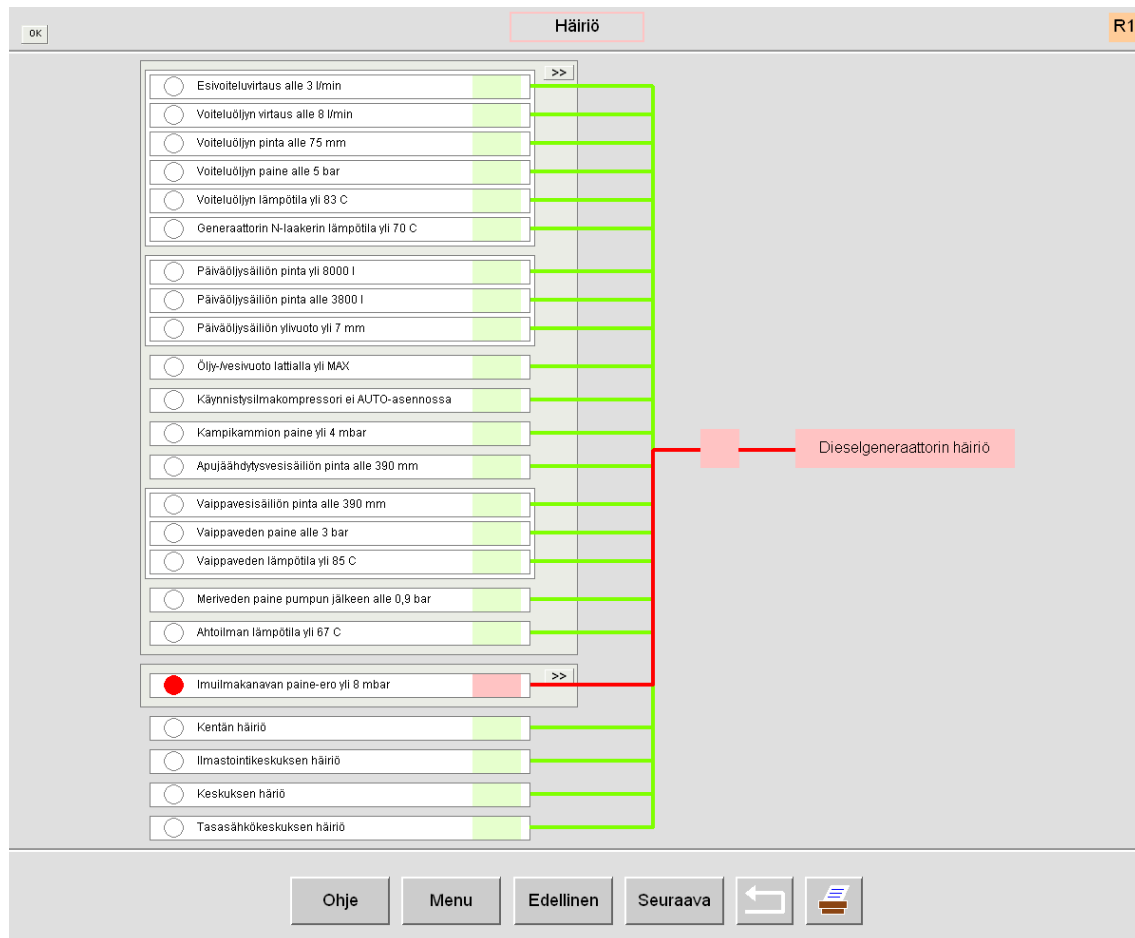 OK
Häiriö
R1
>>
Esivoiteluvirtaus alle 3 l/min
Voiteluöljyn virtaus alle 8 l/min
Voiteluöljyn pinta alle 75 mm
Voiteluöljyn paine alle 5 bar
Voiteluöljyn lämpötila yli 83 C
Generaattorin N-laakerin lämpötila yli 70 C
Päiväöljysäiliön pinta yli 8000 l
Päiväöljysäiliön pinta alle 3800 l
Päiväöljysäiliön ylivuoto yli 7 mm
Öljy-/vesivuoto lattialla yli MAX
Käynnistysilmakompressori ei AUTO-asennossa
Kampikammion paine yli 4 mbar
Dieselgeneraattorin häiriö
Apujäähdytysvesisäiliön pinta alle 390 mm
Vaippavesisäiliön pinta alle 390 mm
Vaippaveden paine alle 3 bar
Vaippaveden lämpötila yli 85 C
Meriveden paine pumpun jälkeen alle 0,9 bar
Ahtoilman lämpötila yli 67 C
>>
Imuilmakanavan paine-ero yli 8 mbar
Kentän häiriö
Ilmastointikeskuksen häiriö
Keskuksen häriö
Tasasähkökeskuksen häiriö
Ohje
Menu
Edellinen
Seuraava